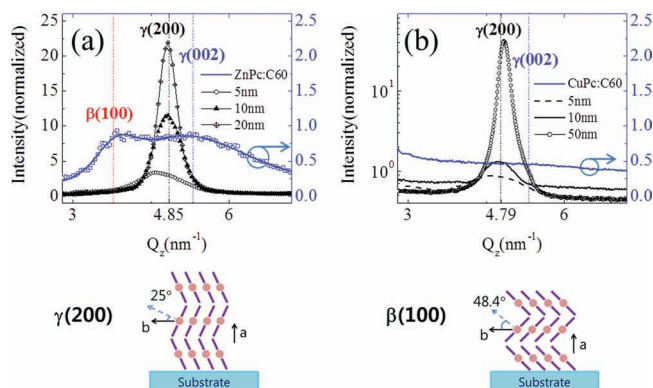 (a)
γ(200)
γ(002)
β(100)
ZnPc:C60
5nm
10nm
20nm
Intensity (normalized)
25
20
15
10
5
0
2.5
2.0
1.5
1.0
0.5
0.0
3 4.85 6
Qz(nm-1)
(b)
γ(200)
γ(002)
CuPc:C60
5nm
10nm
50nm
Intensity(normalized)
10¹
10⁰
2.5
2.0
1.5
1.0
0.5
0.0
3 4.79 6
Qz(nm-1)
γ(200)
25°
b
a
Substrate
β(100)
48.4°
b
a
Substrate